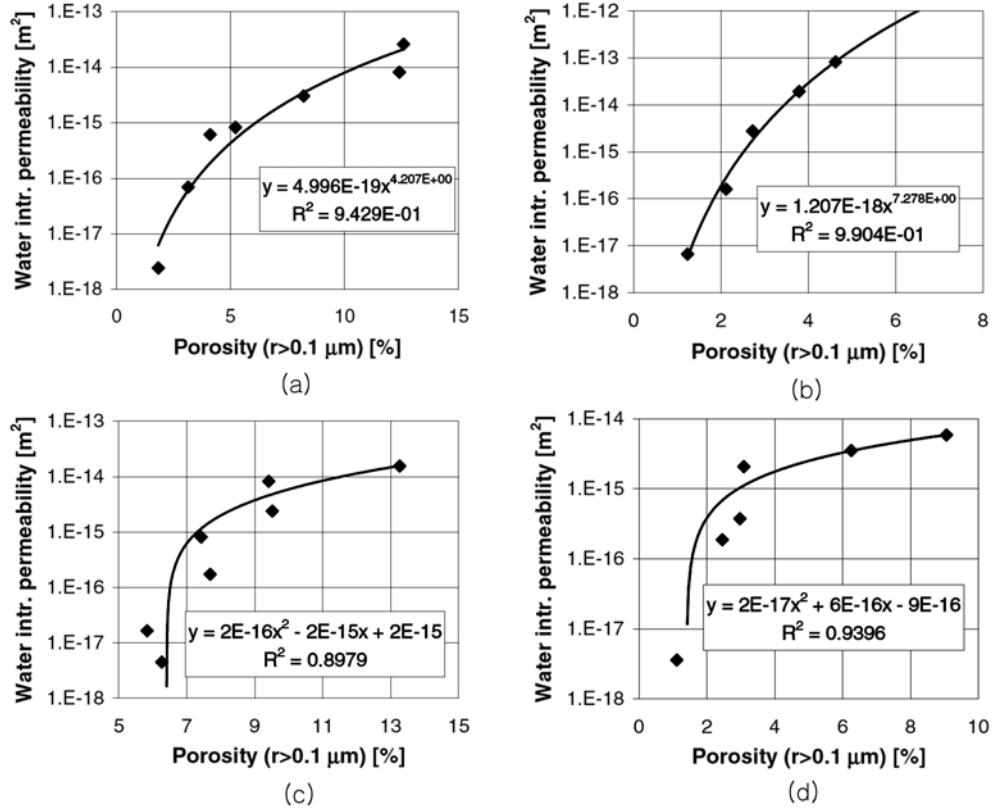 Water intr. permeability [m²]
1.E-13
1.E-14
1.E-15
1.E-16
1.E-17
1.E-18
y = 4.996E-19x^4.207E+00
R² = 9.429E-01
0 5 10 15
Porosity (r>0.1 μm) [%]
(a)
Water intr. permeability [m²]
1.E-12
1.E-13
1.E-14
1.E-15
1.E-16
1.E-17
1.E-18
y = 1.207E-18x^7.278E+00
R² = 9.904E-01
0 2 4 6 8
Porosity (r>0.1 μm) [%]
(b)
Water intr. permeability [m²]
1.E-13
1.E-14
1.E-15
1.E-16
1.E-17
1.E-18
y = 2E-16x² - 2E-15x + 2E-15
R² = 0.8979
5 7 9 11 13 15
Porosity (r>0.1 μm) [%]
(c)
Water intr. permeability [m²]
1.E-14
1.E-15
1.E-16
1.E-17
1.E-18
y = 2E-17x² + 6E-16x - 9E-16
R² = 0.9396
0 2 4 6 8 10
Porosity (r>0.1 μm) [%]
(d)